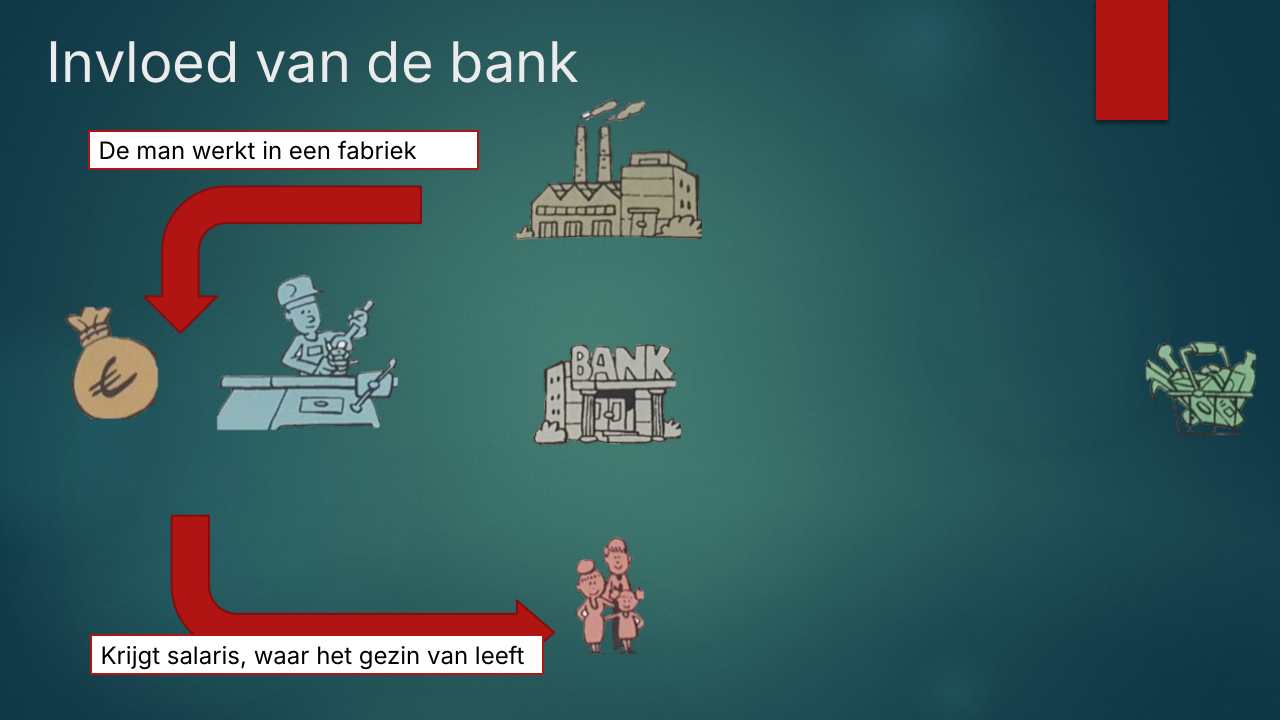 Invloed van de bank
De man werkt in een fabriek
€
BANK
Krijgt salaris, waar het gezin van leeft